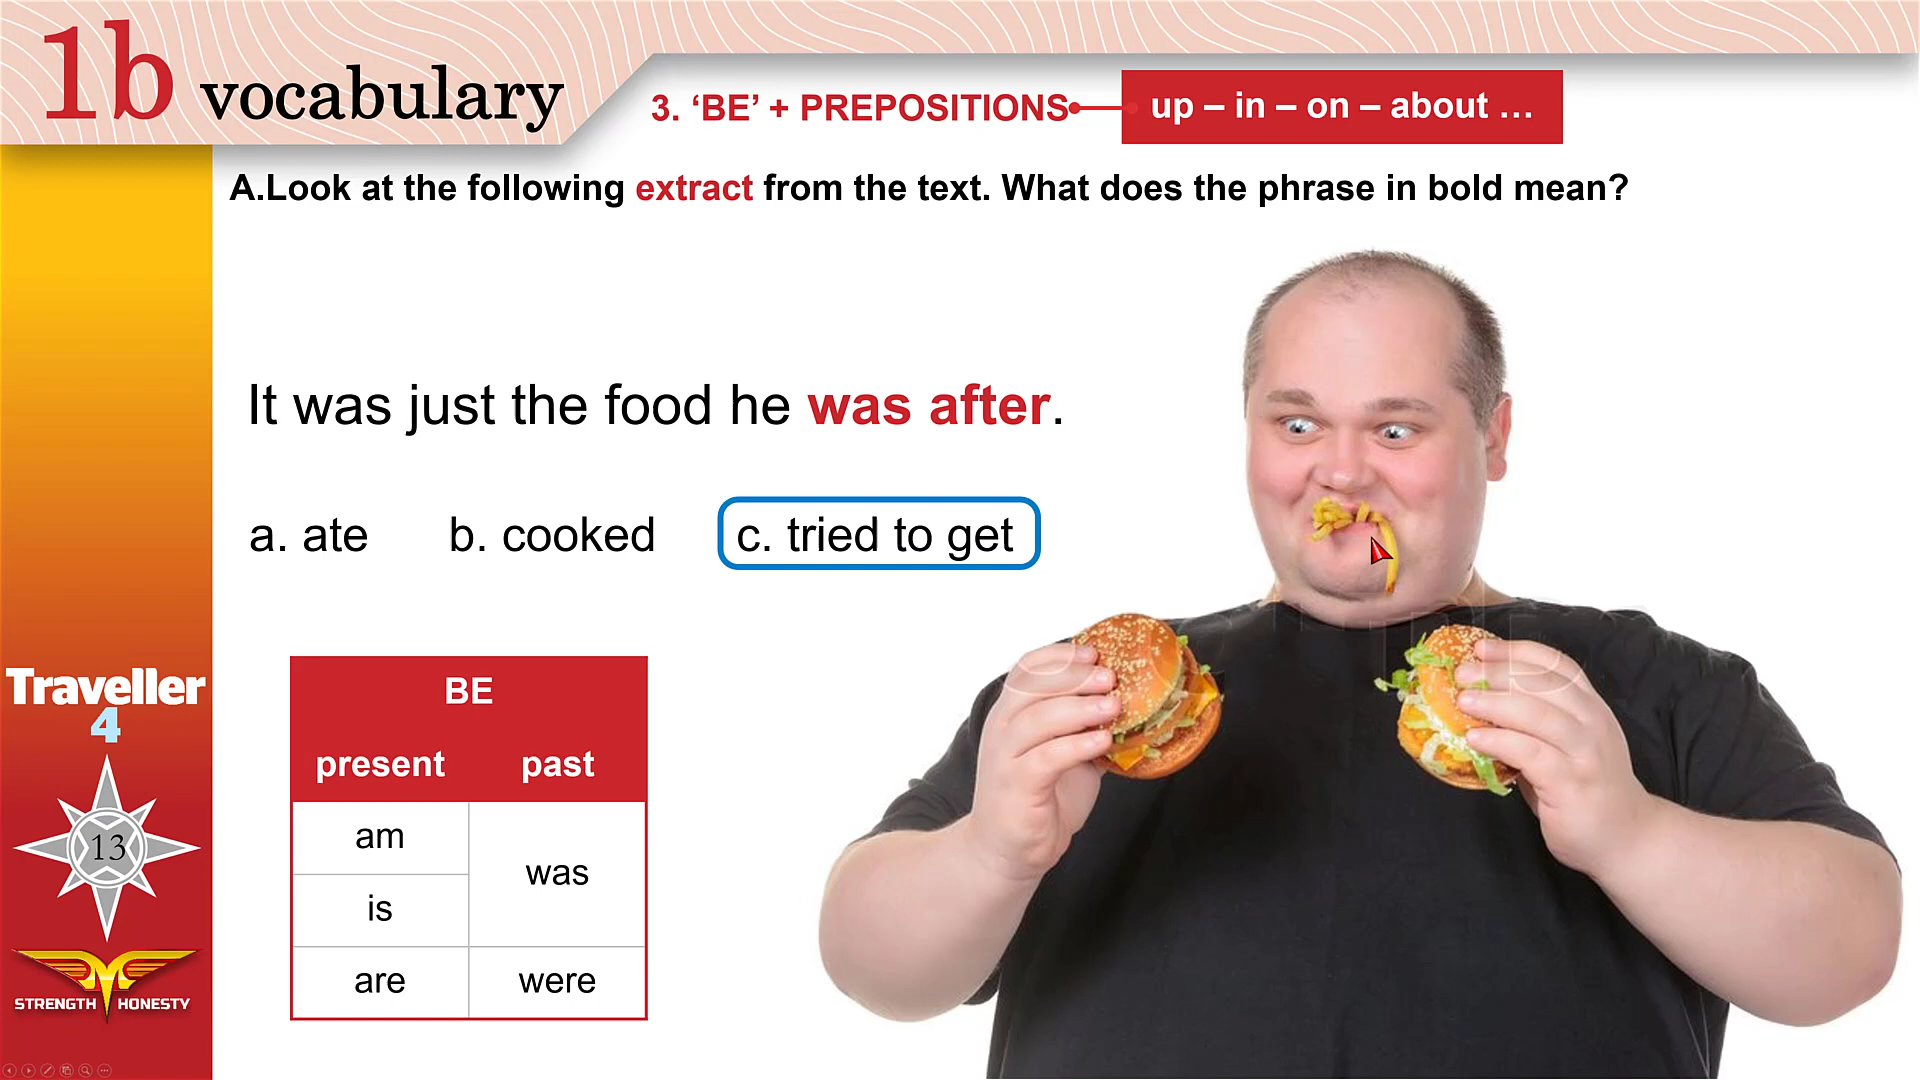 1b vocabulary
3. ‘BE’ + PREPOSITIONS
up – in – on – about ...
A.Look at the following extract from the text. What does the phrase in bold mean?
It was just the food he was after.
a. ate b. cooked c. tried to get
BE
present past
am
was
is
are were
Traveller
4
13
STRENGTH HONESTY